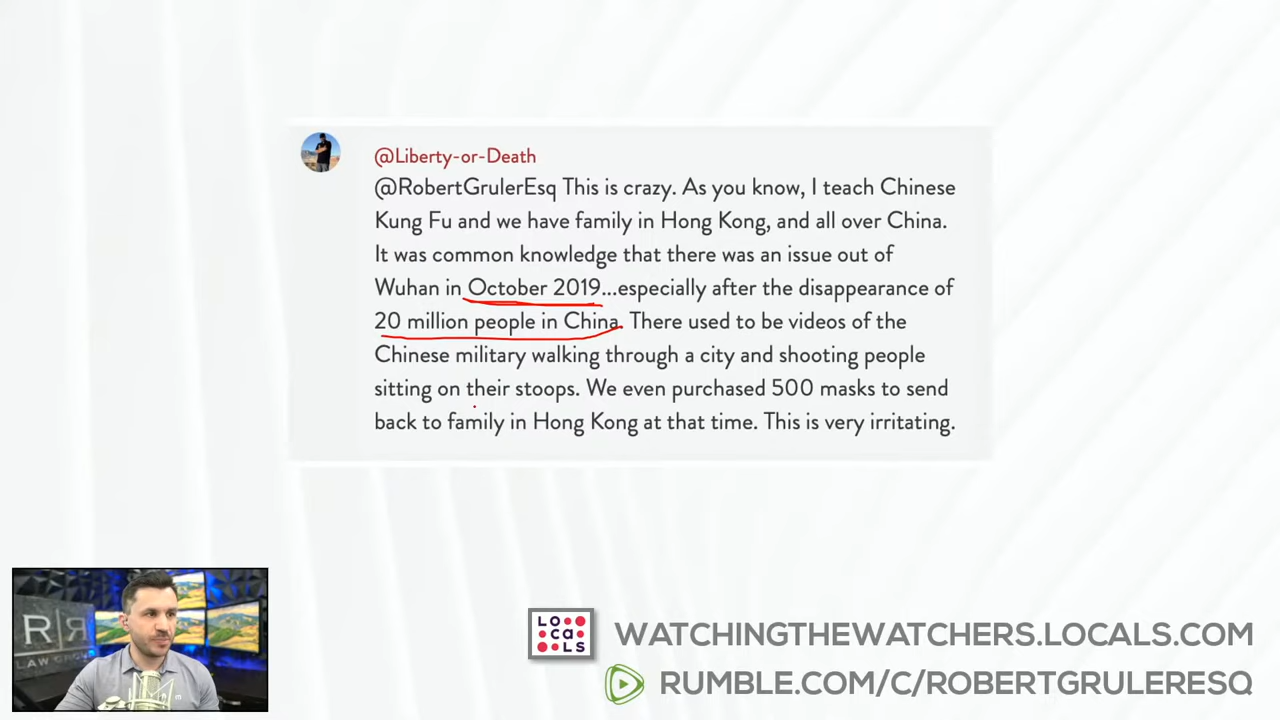 @Liberty-or-Death
@RobertGrulerEsq This is crazy. As you know, I teach Chinese
Kung Fu and we have family in Hong Kong, and all over China.
It was common knowledge that there was an issue out of
Wuhan in October 2019...especially after the disappearance of
20 million people in China. There used to be videos of the
Chinese military walking through a city and shooting people
sitting on their stoops. We even purchased 500 masks to send
back to family in Hong Kong at that time. This is very irritating.
R|R
LAW GROUP
LOcaLS
WATCHINGTHEWATCHERS.LOCALS.COM
RUMBLE.COM/C/ROBERTGRULERESQ